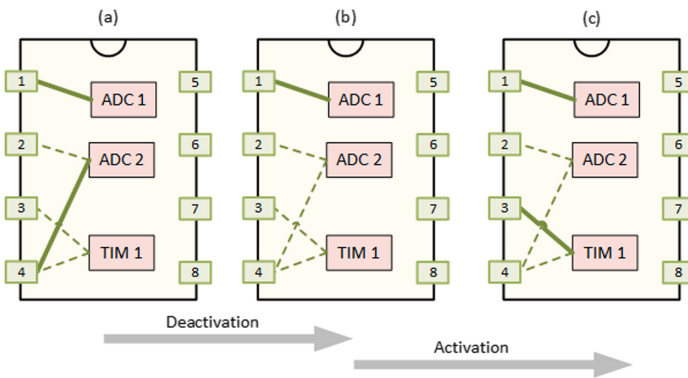 (a)
(b)
(c)
1
ADC 1
5
2
ADC 2
6
3
7
4
TIM 1
8
1
ADC 1
5
2
ADC 2
6
3
7
4
TIM 1
8
1
ADC 1
5
2
ADC 2
6
3
7
4
TIM 1
8
Deactivation
Activation